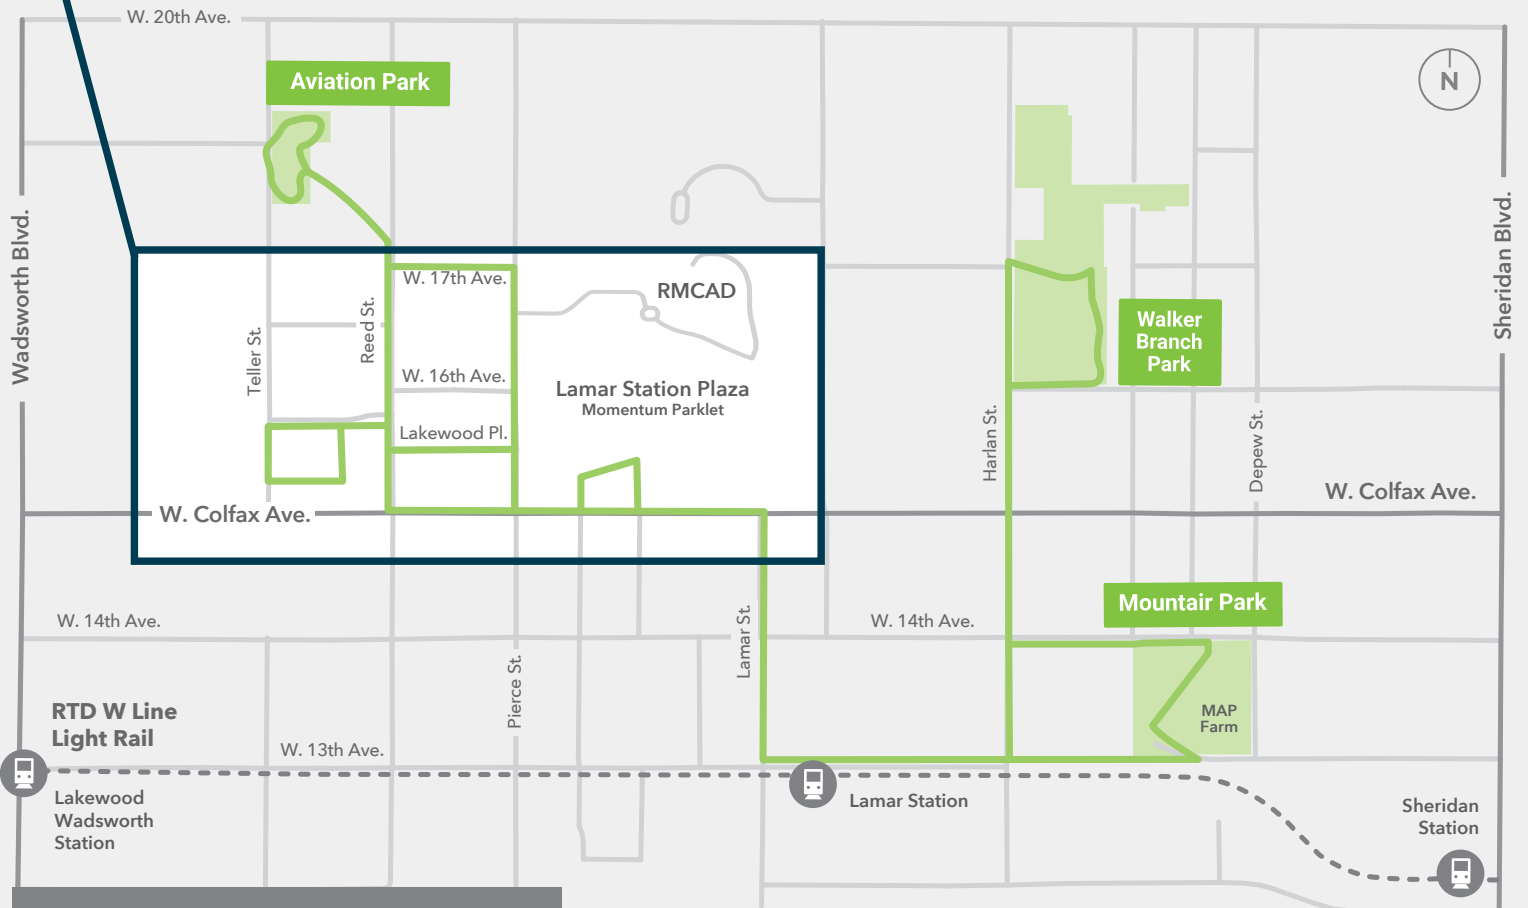 W. 20th Ave.
Aviation Park
N
Wadsworth Blvd.
Sheridan Blvd.
W. 17th Ave.
RMCAD
Reed St.
Teller St.
Walker
Branch
Park
W. 16th Ave.
Lamar Station Plaza
Momentum Parklet
Lakewood Pl.
Harlan St.
Depew St.
W. Colfax Ave.
W. Colfax Ave.
Mountair Park
W. 14th Ave.
W. 14th Ave.
Lamar St.
Pierce St.
MAP
Farm
RTD W Line
Light Rail
W. 13th Ave.
Lakewood
Wadsworth
Station
Lamar Station
Sheridan
Station